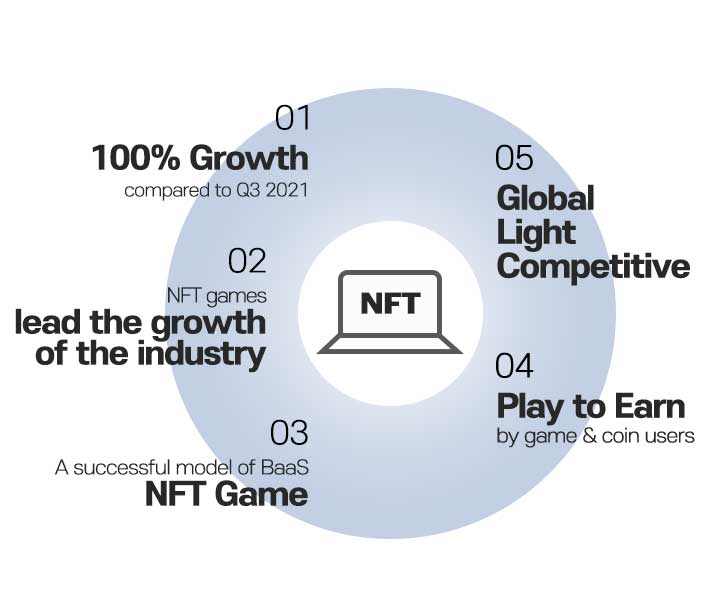 01
100% Growth
compared to Q3 2021
02
NFT games
lead the growth
of the industry
03
A successful model of BaaS
NFT Game
NFT
05
Global
Light
Competitive
04
Play to Earn
by game & coin users